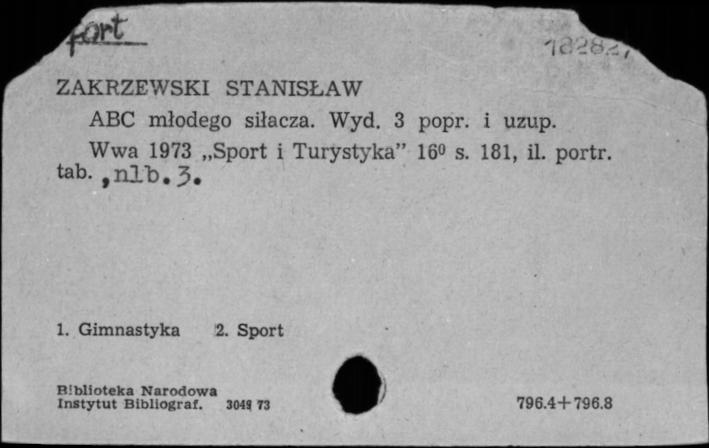 fort
ZAKRZEWSKI STANISŁAW
ABC młodego siłacza. Wyd. 3 popr. i uzup.
Wwa 1973 „Sport i Turystyka” 16⁰ s. 181, il. portr.
tab. , nlb. 3.
1. Gimnastyka 2. Sport
Biblioteka Narodowa
Instytut Bibliograf. 3049 73
796.4+796.8